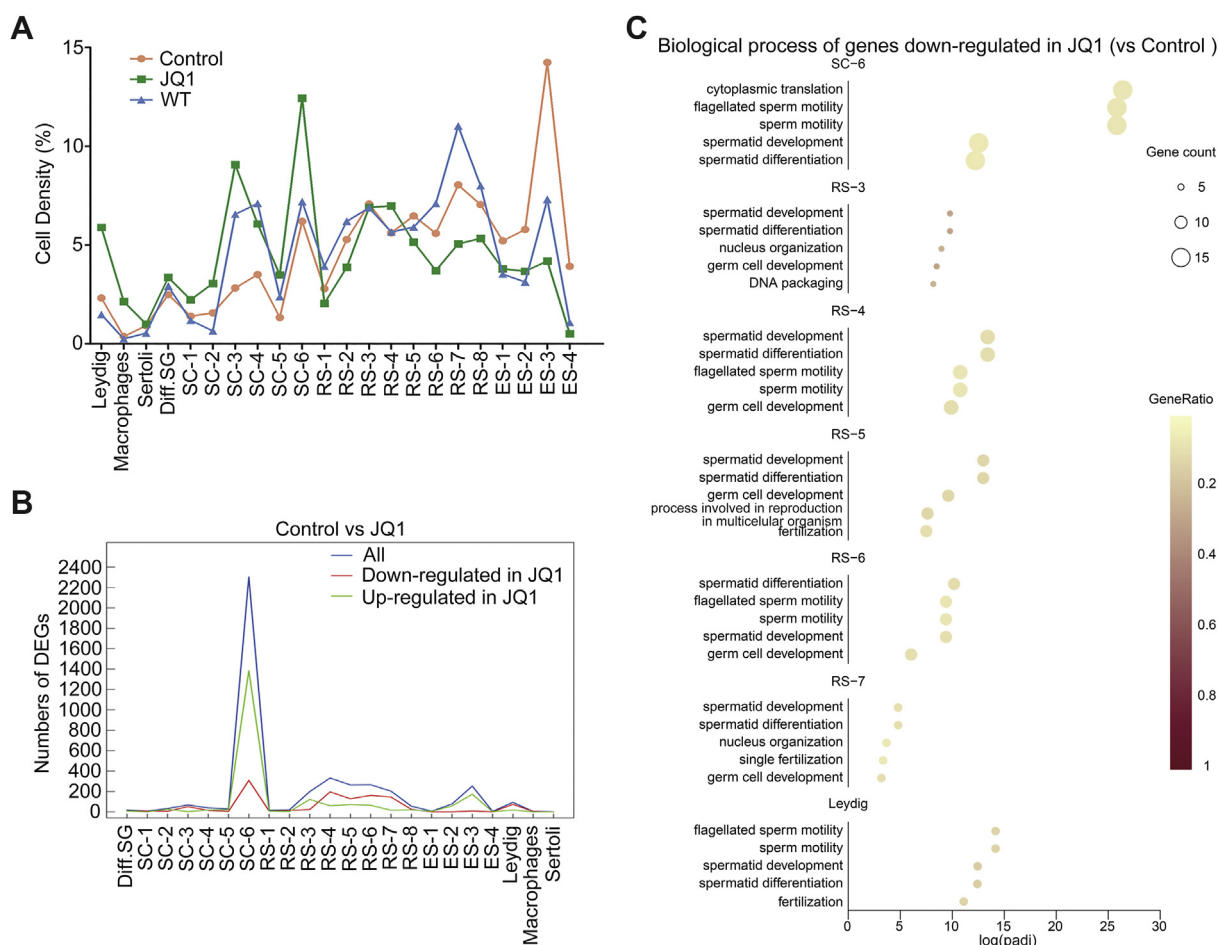 A
15
10
5
0
Cell Density (%)
Control
JQ1
WT
Leydig
Macrophages
Sertoli
Diff.SG
SC-1
SC-2
SC-3
SC-4
SC-5
SC-6
RS-1
RS-2
RS-3
RS-4
RS-5
RS-6
RS-7
RS-8
ES-1
ES-2
ES-3
ES-4
B
Control vs JQ1
All
Down-regulated in JQ1
Up-regulated in JQ1
Numbers of DEGs
2400
2200
2000
1800
1600
1400
1200
1000
800
600
400
200
0
Diff.SG
SC-1
SC-2
SC-3
SC-4
SC-5
SC-6
RS-1
RS-2
RS-3
RS-4
RS-5
RS-6
RS-7
RS-8
ES-1
ES-2
ES-3
ES-4
Leydig
Macrophages
Sertoli
C
Biological process of genes down-regulated in JQ1 (vs Control )
SC−6
cytoplasmic translation
flagellated sperm motility
sperm motility
spermatid development
spermatid differentiation
RS−3
spermatid development
spermatid differentiation
nucleus organization
germ cell development
DNA packaging
RS−4
spermatid development
spermatid differentiation
flagellated sperm motility
sperm motility
germ cell development
RS−5
spermatid development
spermatid differentiation
germ cell development
process involved in reproduction
in multicelular organism
fertilization
RS−6
spermatid differentiation
flagellated sperm motility
sperm motility
spermatid development
germ cell development
RS−7
spermatid development
spermatid differentiation
nucleus organization
single fertilization
germ cell development
Leydig
flagellated sperm motility
sperm motility
spermatid development
spermatid differentiation
fertilization
0 5 10 15 20 25 30
log(padj)
Gene count
5
10
15
GeneRatio
0.2
0.4
0.6
0.8
1